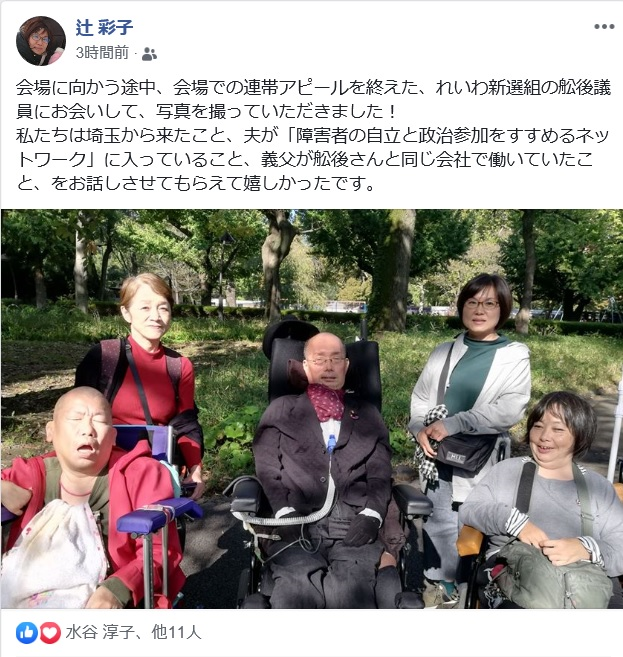 辻 彩子
3時間前 ·
会場に向かう途中、会場での連帯アピールを終えた、れいわ新選組の舩後議
員にお会いして、写真を撮っていただきました！
私たちは埼玉から来たこと、夫が「障害者の自立と政治参加をすすめるネッ
トワーク」に入っていること、義父が舩後さんと同じ会社で働いていたこ
と、をお話しさせてもらえて嬉しかったです。
水谷 淳子、他11人